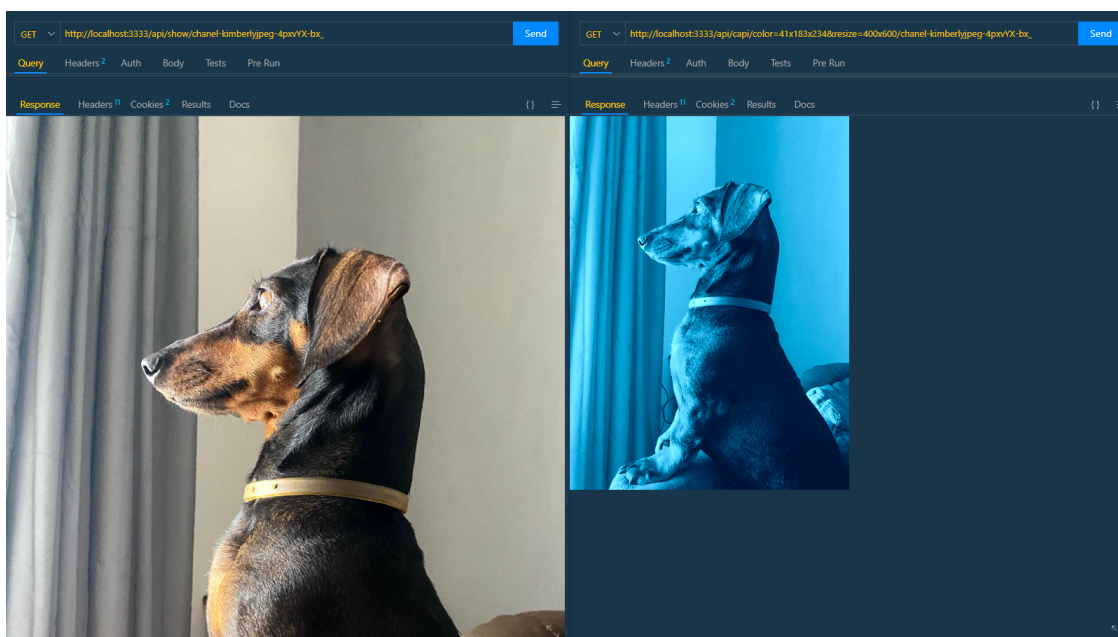 GET http://localhost:3333/api/show/chanel-kimberlyjpeg-4pxvYX-bx_ Send
Query Headers 2 Auth Body Tests Pre Run
Response Headers 11 Cookies 2 Results Docs { }
GET http://localhost:3333/api/capi/color=41x183x234&resize=400x600/chanel-kimberlyjpeg-4pxvYX-bx_ Send
Query Headers 2 Auth Body Tests Pre Run
Response Headers 11 Cookies 2 Results Docs { }